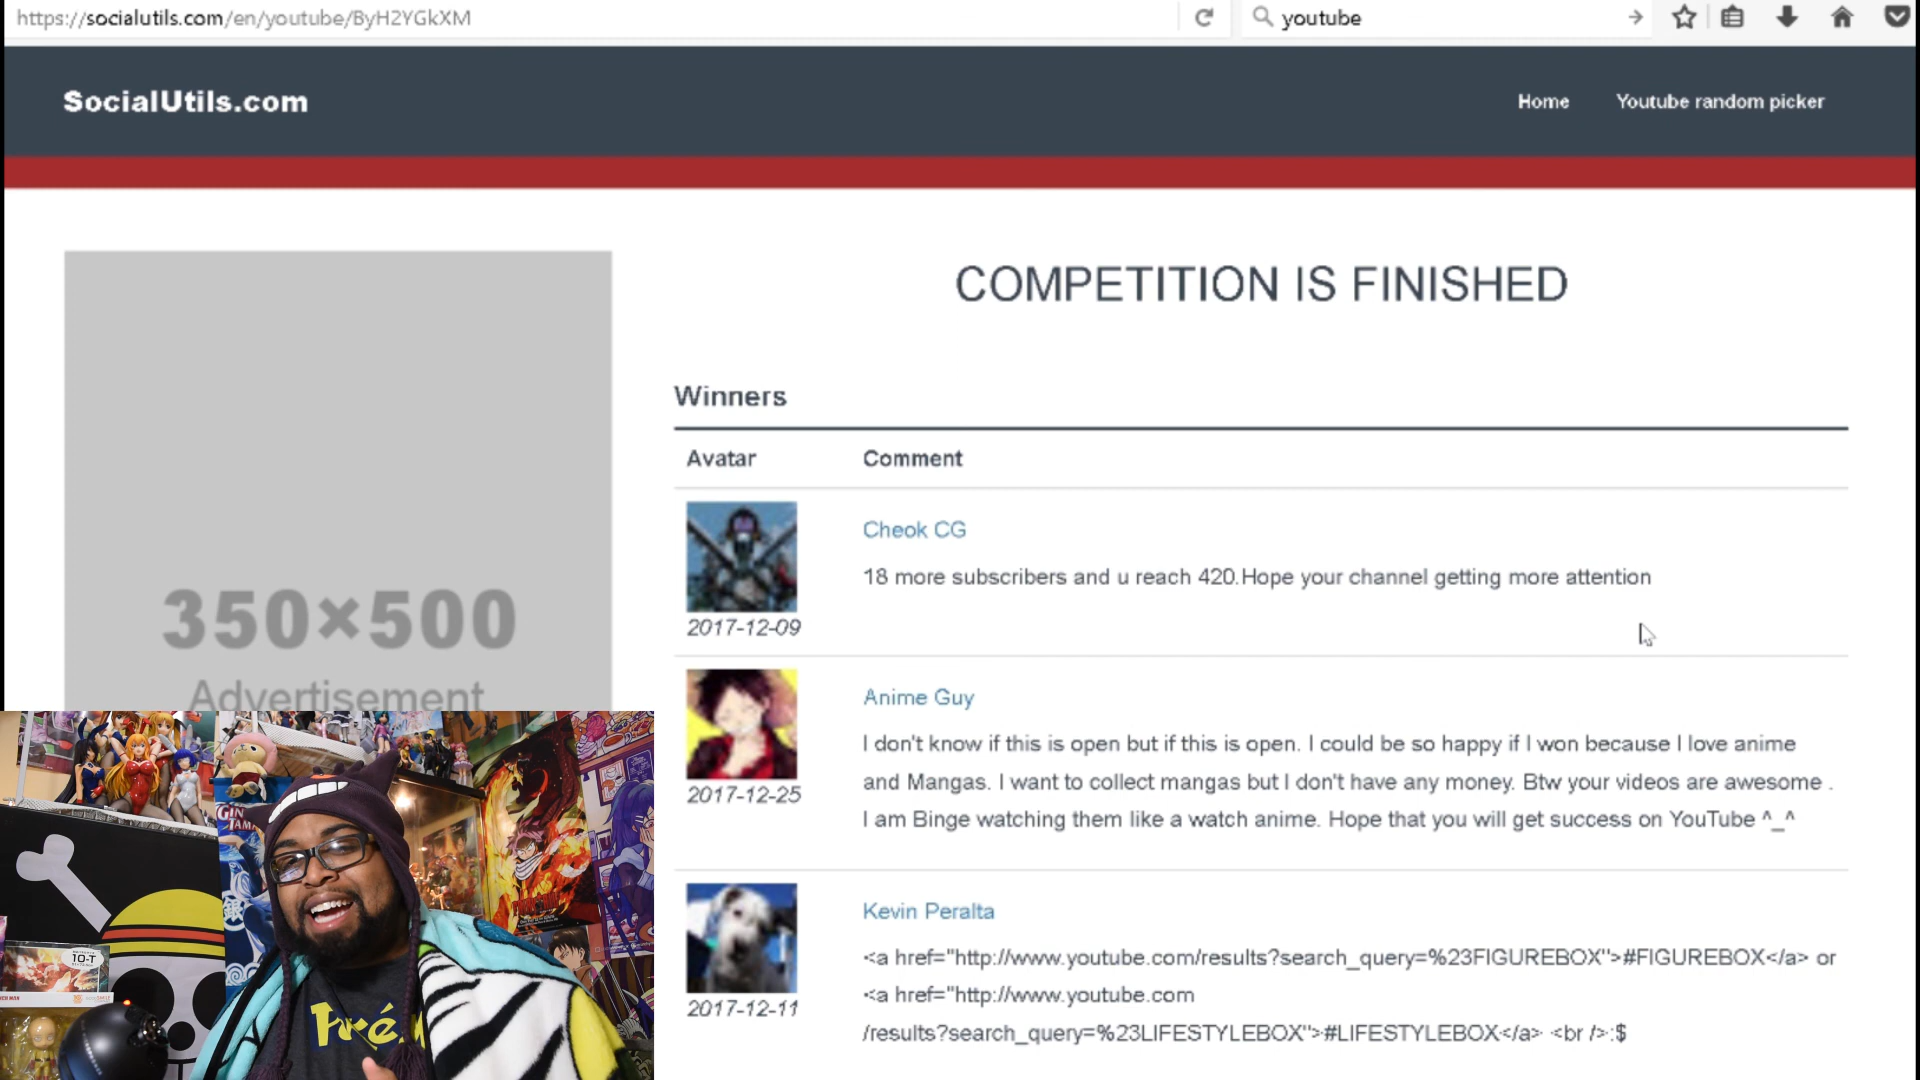 https://socialutils.com/en/youtube/ByH2YGkXM
youtube
SocialUtils.com
Home
Youtube random picker
COMPETITION IS FINISHED
350×500
Advertisement
Winners
Avatar
Comment
Cheok CG
18 more subscribers and u reach 420.Hope your channel getting more attention
2017-12-09
Anime Guy
I don't know if this is open but if this is open. I could be so happy if I won because I love anime
and Mangas. I want to collect mangas but I don't have any money. Btw your videos are awesome .
I am Binge watching them like a watch anime. Hope that you will get success on YouTube ^_^
2017-12-25
Kevin Peralta
<a href="http://www.youtube.com/results?search_query=%23FIGUREBOX">#FIGUREBOX</a> or
<a href="http://www.youtube.com
/results?search_query=%23LIFESTYLEBOX">#LIFESTYLEBOX</a> <br />:$
2017-12-11
GIN
TAMA
10-T